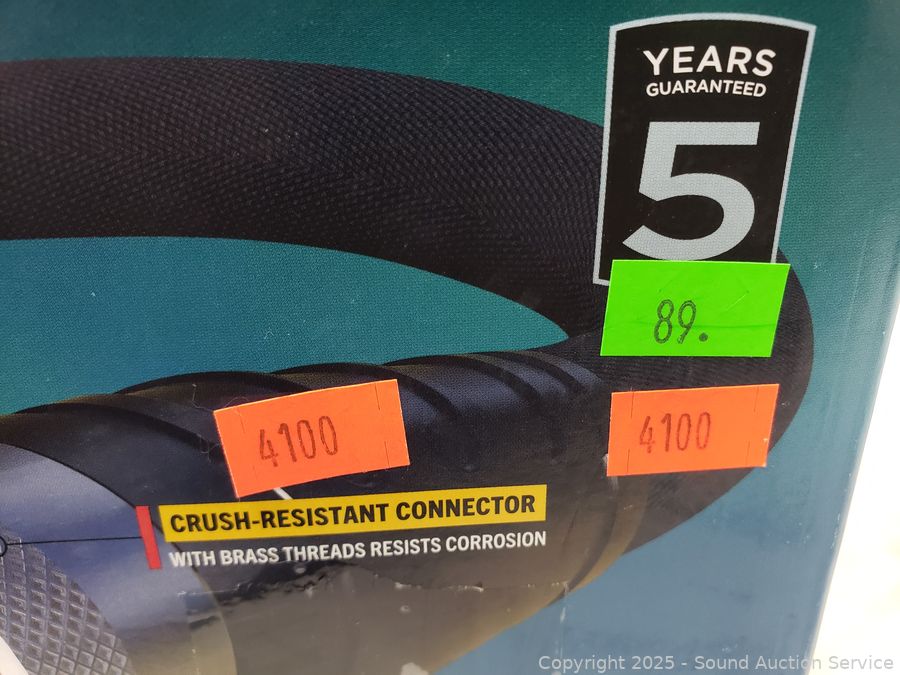 YEARS
GUARANTEED
5
89.
4100
4100
CRUSH-RESISTANT CONNECTOR
WITH BRASS THREADS RESISTS CORROSION
Copyright 2025 - Sound Auction Service